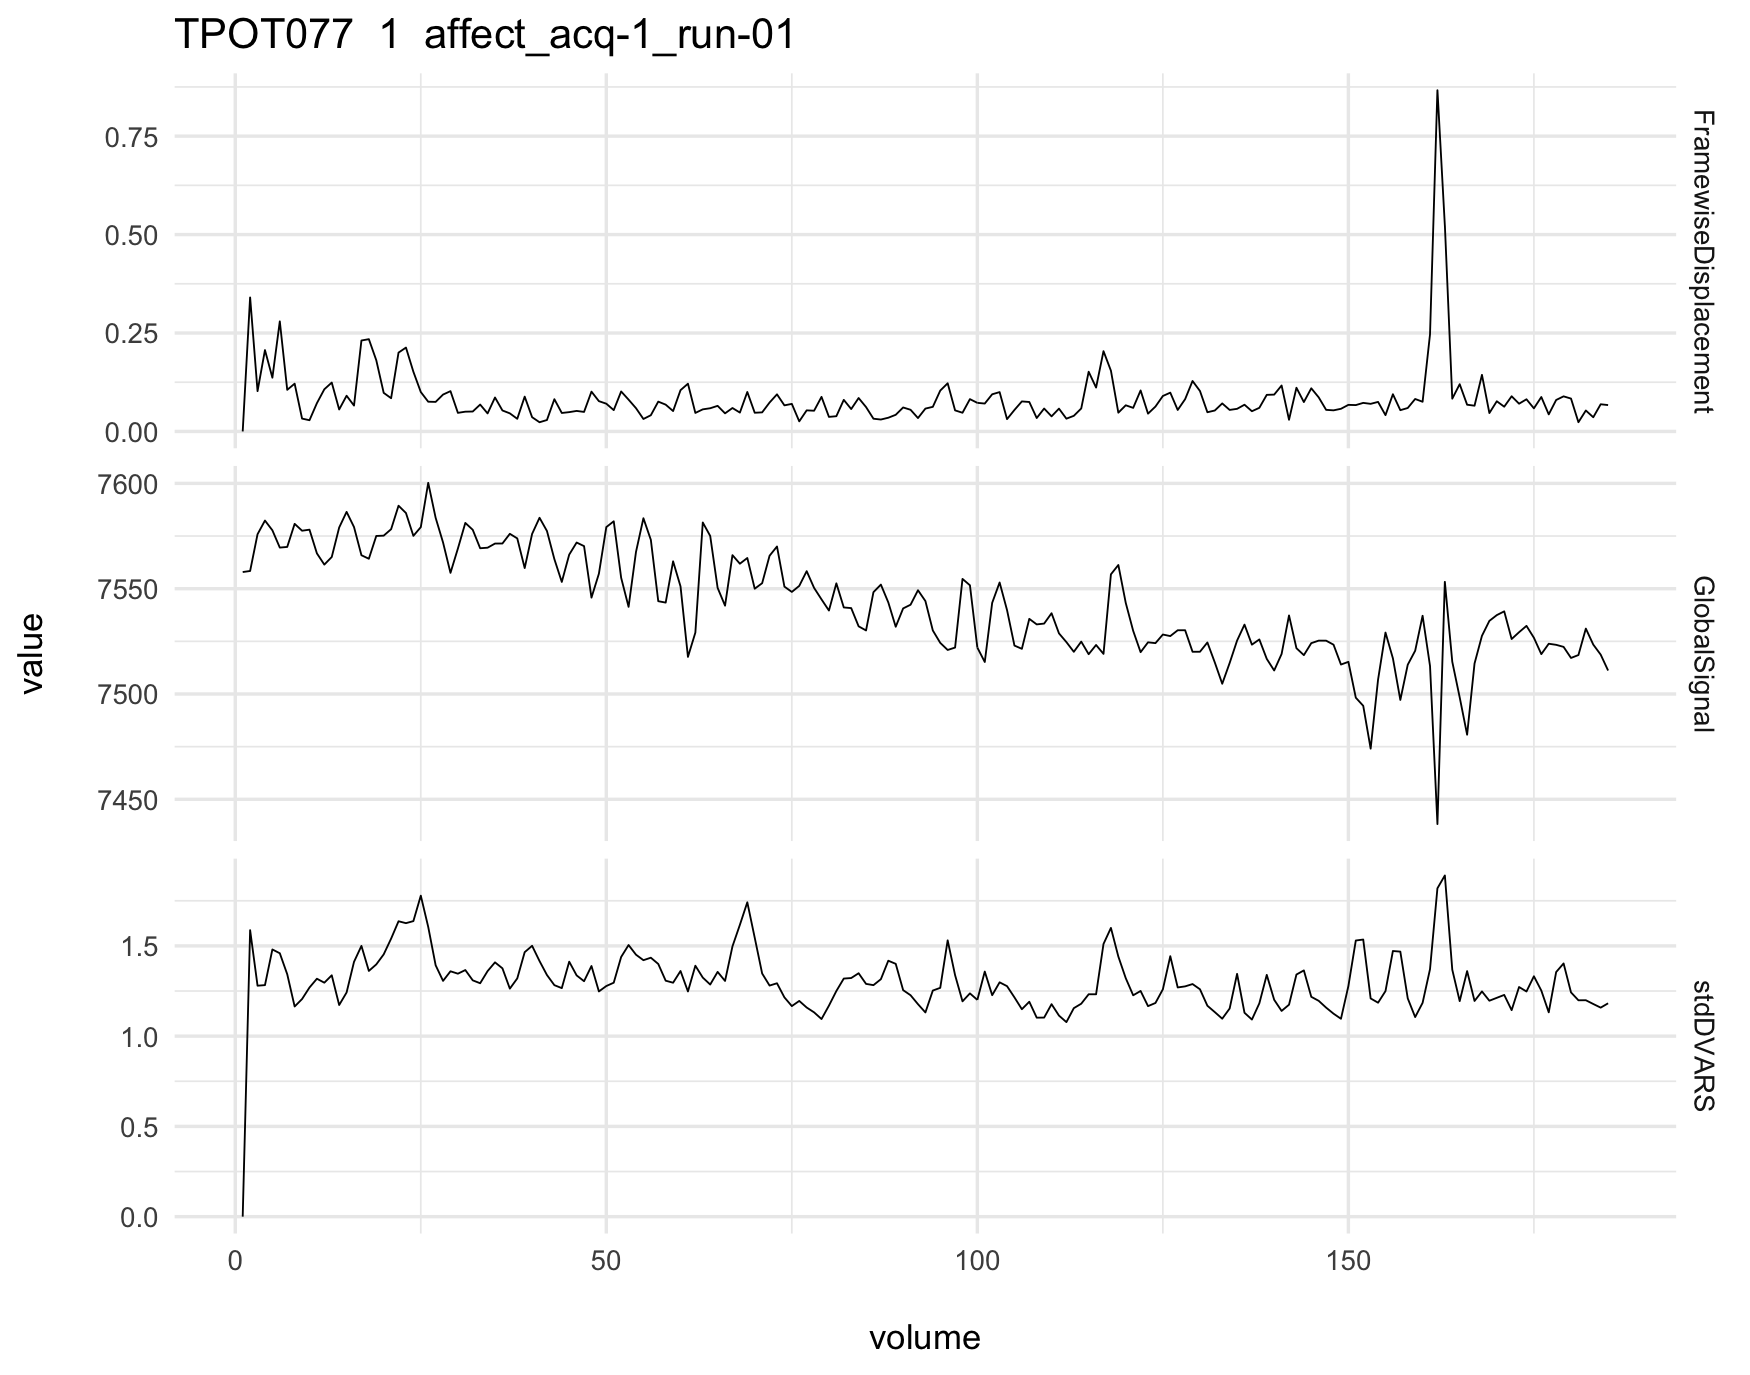 TPOT077 1 affect_acq-1_run-01
0.75
0.50
0.25
0.00
FramewiseDisplacement
7600
7550
7500
7450
GlobalSignal
1.5
1.0
0.5
0.0
stdDVARS
value
0 50 100 150
volume